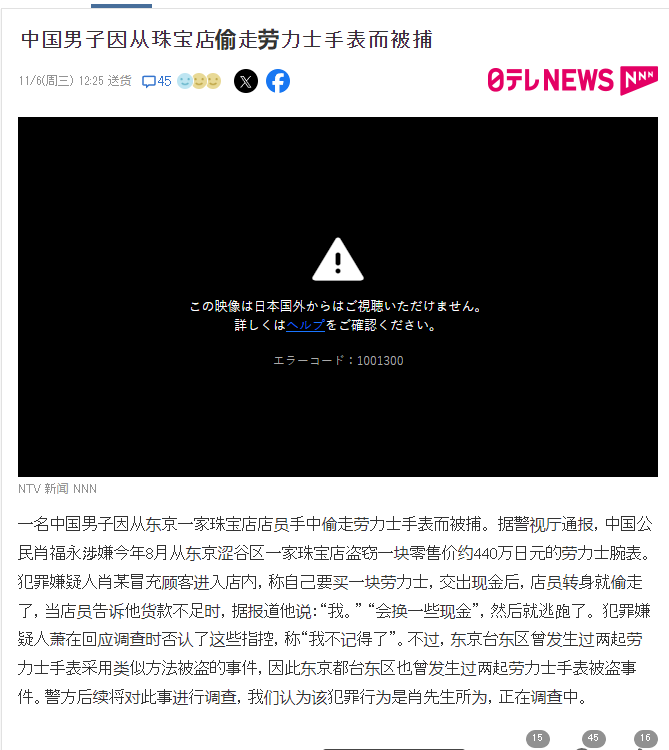 中国男子因从珠宝店偷走劳力士手表而被捕
11/6(周三) 12:25 送货 45
日テレNEWS NNN
この映像は日本国外からはご視聴いただけません。
詳しくはヘルプをご確認ください。
エラーコード：1001300
NTV 新闻 NNN
一名中国男子因从东京一家珠宝店店员手中偷走劳力士手表而被捕。据警视厅通报，中国公
民肖福永涉嫌今年8月从东京涩谷区一家珠宝店盗窃一块零售价约440万日元的劳力士腕表。
犯罪嫌疑人肖某冒充顾客进入店内，称自己要买一块劳力士，交出现金后，店员转身就偷走
了，当店员告诉他货款不足时，据报道他说：“我。” “会换一些现金”，然后就逃跑了。 犯罪嫌
疑人萧在回应调查时否认了这些指控，称“我不记得了”。不过，东京台东区曾发生过两起劳
力士手表采用类似方法被盗的事件，因此东京都台东区也曾发生过两起劳力士手表被盗事
件。警方后续将对此事进行调查，我们认为该犯罪行为是肖先生所为，正在调查中。
15 45 16